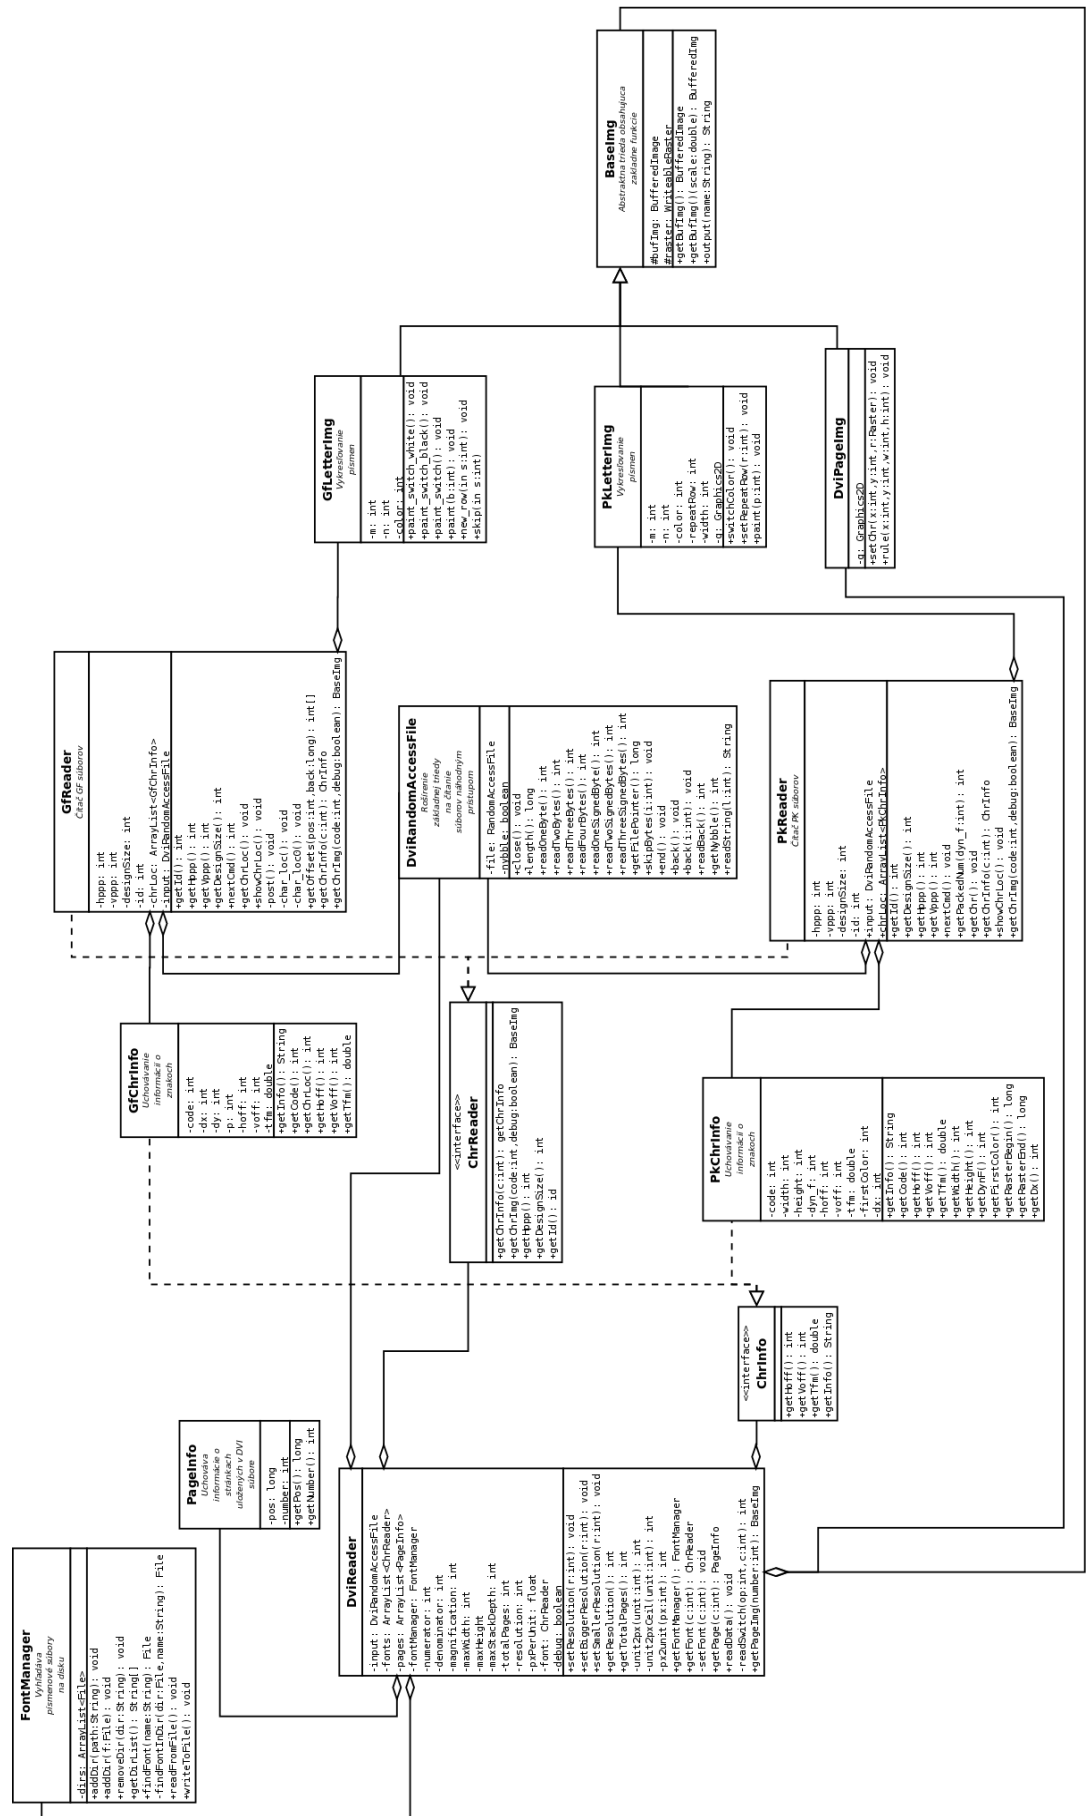 FontManager
Vyhľadáva
písmenové súbory
na disku
-dirs: ArrayList<File>
+addDir(path:String): void
+addDir(f:File): void
+removeDir(dir:String): void
+getDirList(): String[]
+findFont(name:String): File
-findFontInDir(dir:File,name:String): File
+readFromFile(): void
+writeToFile(): void
PageInfo
Uchováva
informácie o
stránkach
uložených v DVI
súbore
-pos: long
-number: int
+getPos(): long
+getNumber(): int
DviReader
-input: DviRandomAccessFile
-fonts: ArrayList<ChrReader>
-pages: ArrayList<PageInfo>
-fontManager: FontManager
-numerator: int
-denominator: int
-magnification: int
-maxWidth: int
-maxHeight
-maxStackDepth: int
-totalPages: int
-resolution: int
-pxPerUnit: float
-font: ChrReader
-debug: boolean
+setResolution(r:int): void
+setBiggerResolution(r:int): void
+setSmallerResolution(r:int): void
+getResolution(): int
+getTotalPages(): int
-unit2px(unit:int): int
-unit2pxCeil(unit:int): int
-px2unit(px:int): int
+getFontManager(): FontManager
+getFont(c:int): ChrReader
-setFont(c:int): void
+getPage(c:int): PageInfo
+readData(): void
-readSwitch(op:int,c:int): int
+getPageImg(number:int): BaseImg
GfChrInfo
Uchovávanie
informácií o
znakoch
-code: int
-dx: int
-dy: int
-p: int
-hoff: int
-voff: int
-tfm: double
+getInfo(): String
+getCode(): int
+getChrLoc(): int
+getHoff(): int
+getVoff(): int
+getTfm(): double
<<interface>>
ChrReader
+getChrInfo(c:int): getChrInfo
+getChrImg(code:int,debug:boolean): BaseImg
+getHppp(): int
+getDesignSize(): int
+getId(): id
PkChrInfo
Uchovávanie
informácií o
znakoch
-code: int
-width: int
-height: int
-dyn_f: int
-hoff: int
-voff: int
-tfm: double
-firstColor: int
-dx: int
+getInfo(): String
+getCode(): int
+getHoff(): int
+getVoff(): int
+getTfm(): double
+getWidth(): int
+getHeight(): int
+getDynF(): int
+getFirstColor(): int
+getRasterBegin(): long
+getRasterEnd(): long
+getDx(): int
<<interface>>
ChrInfo
+getHoff(): int
+getVoff(): int
+getTfm(): double
+getInfo(): String
GfReader
Čítač GF súborov
-hppp: int
-vppp: int
-designSize: int
-id: int
-chrLoc: ArrayList<GfChrInfo>
-input: DviRandomAccessFile
+getId(): int
+getHppp(): int
+getVppp(): int
+getDesignSize(): int
+nextCmd(): int
+getChrLoc(): int
+showChrLoc(): void
-post(): void
-char_loc(): void
-char_loc0(): void
+getOffsets(pos:int,back:long): int[]
+getChrInfo(c:int): ChrInfo
+getChrImg(code:int,debug:boolean): BaseImg
DviRandomAccessFile
Rošírenie
základnej triedy
na čítanie
súborov náhodným
prístupom
-file: RandomAccessFile
-nybble: boolean
+close(): void
+length(): long
+readOneByte(): int
+readTwoBytes(): int
+readThreeBytes(): int
+readFourBytes(): int
+readOneSignedByte(): int
+readTwoSignedBytes(): int
+readThreeSignedBytes(): int
+getFilePointer(): long
+skipBytes(i:int): void
+end(): void
+back(): void
+back(i:int): void
+readBack(): int
+getNybble(): int
+readString(l:int): String
PkReader
Čítač PK súborov
-hppp: int
-vppp: int
-designSize: int
-id: int
+input: DviRandomAccessFile
+chrLoc: ArrayList<PkChrInfo>
+getId(): int
+getDesignSize(): int
+getHppp(): int
+getVppp(): int
+nextCmd(): void
+getPackedNum(dyn_f:int): int
+getChr(): void
+getChrInfo(c:int): ChrInfo
+showChrLoc(): void
+getChrImg(code:int,debug:boolean): BaseImg
GfLetterImg
Vykresľovanie
písmen
-m: int
-n: int
-color: int
+paint_switch_white(): void
+paint_switch_black(): void
+paint_switch(): void
+paint(b:int): void
+new_row(in s:int): void
+skip(in s:int)
PkLetterImg
Vykresľovanie
písmen
-m: int
-n: int
-color: int
-repeatRow: int
-width: int
-g: Graphics2D
+switchColor(): void
+setRepeatRow(r:int): void
+paint(p:int): void
DviPageImg
-g: Graphics2D
+setChr(x:int,y:int,r:Raster): void
+rule(x:int,y:int,w:int,h:int): void
BaseImg
Abstraktna trieda obsahujuca
zakladne funkcie
#bufImg: BufferedImage
#raster: WriteableRaster
+getBufImg(): BufferedImage
+getBufImg()(scale:double): BufferedImg
+output(name:String): String